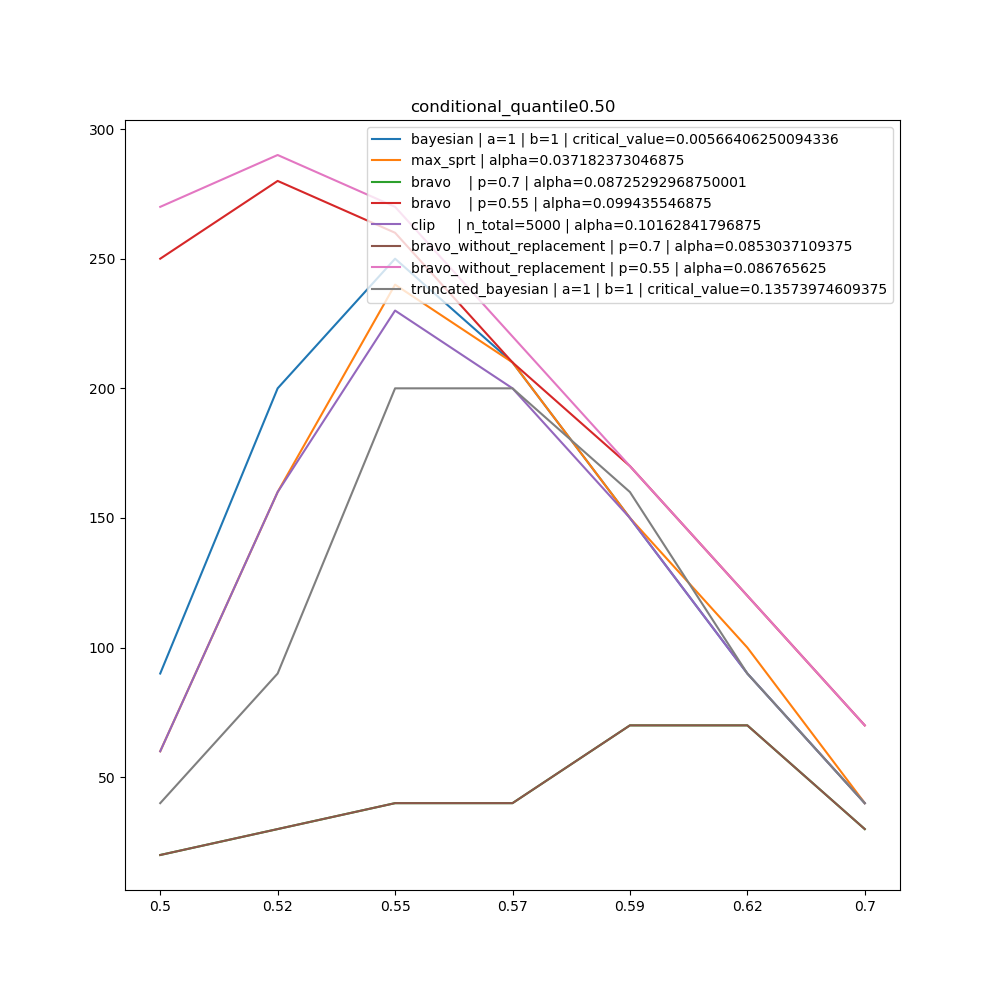 conditional_quantile0.50
300
250
200
150
100
50
bayesian | a=1 | b=1 | critical_value=0.00566406250094336
max_sprt | alpha=0.037182373046875
bravo | p=0.7 | alpha=0.08725292968750001
bravo | p=0.55 | alpha=0.099435546875
clip | n_total=5000 | alpha=0.10162841796875
bravo_without_replacement | p=0.7 | alpha=0.0853037109375
bravo_without_replacement | p=0.55 | alpha=0.086765625
truncated_bayesian | a=1 | b=1 | critical_value=0.13573974609375
0.5 0.52 0.55 0.57 0.59 0.62 0.7